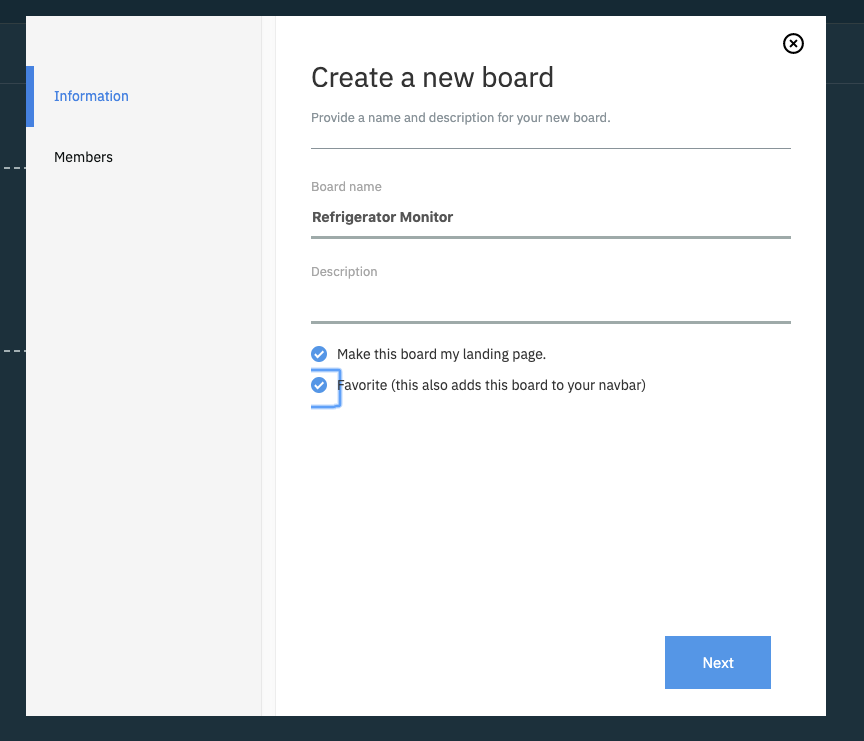 Information
Members
Create a new board
Provide a name and description for your new board.
Board name
Refrigerator Monitor
Description
Make this board my landing page.
Favorite (this also adds this board to your navbar)
Next